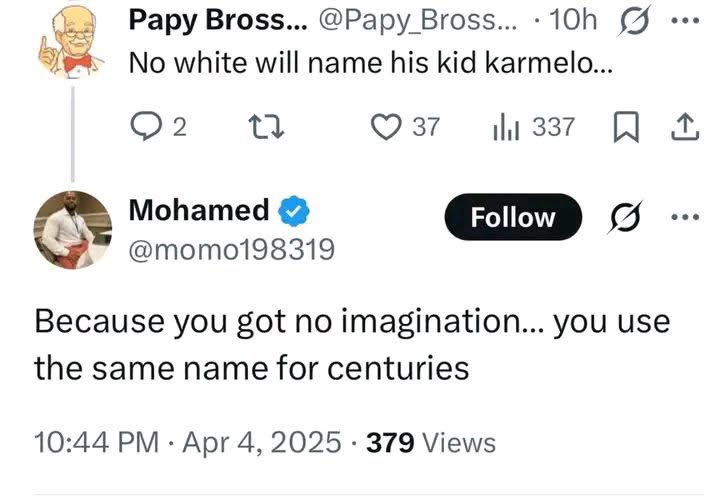 Papy Bross... @Papy_Bross... · 10h
No white will name his kid karmelo...
2 37 337
Mohamed
Follow
@momo198319
Because you got no imagination... you use
the same name for centuries
10:44 PM · Apr 4, 2025 · 379 Views